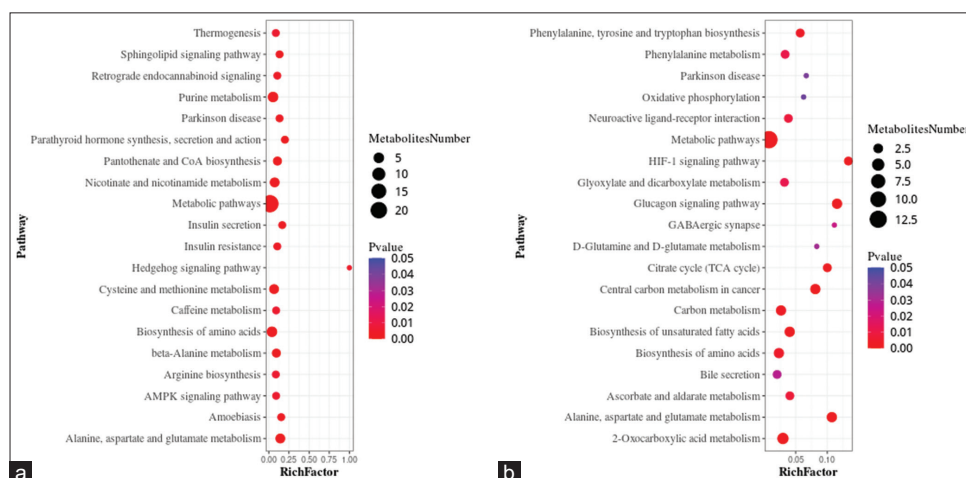 Thermogenesis
Sphingolipid signaling pathway
Retrograde endocannabinoid signaling
Purine metabolism
Parkinson disease
Parathyroid hormone synthesis, secretion and action
Pantothenate and CoA biosynthesis
Nicotinate and nicotinamide metabolism
Metabolic pathways
Insulin secretion
Insulin resistance
Hedgehog signaling pathway
Cysteine and methionine metabolism
Caffeine metabolism
Biosynthesis of amino acids
beta-Alanine metabolism
Arginine biosynthesis
AMPK signaling pathway
Amoebiasis
Alanine, aspartate and glutamate metabolism
Pathway
0.00 0.25 0.50 0.75 1.00
RichFactor
MetabolitesNumber
5
10
15
20
Pvalue
0.05
0.04
0.03
0.02
0.01
0.00
a
Phenylalanine, tyrosine and tryptophan biosynthesis
Phenylalanine metabolism
Parkinson disease
Oxidative phosphorylation
Neuroactive ligand-receptor interaction
Metabolic pathways
HIF-1 signaling pathway
Glyoxylate and dicarboxylate metabolism
Glucagon signaling pathway
GABAergic synapse
D-Glutamine and D-glutamate metabolism
Citrate cycle (TCA cycle)
Central carbon metabolism in cancer
Carbon metabolism
Biosynthesis of unsaturated fatty acids
Biosynthesis of amino acids
Bile secretion
Ascorbate and aldarate metabolism
Alanine, aspartate and glutamate metabolism
2-Oxocarboxylic acid metabolism
Pathway
0.05 0.10
RichFactor
MetabolitesNumber
2.5
5.0
7.5
10.0
12.5
Pvalue
0.05
0.04
0.03
0.02
0.01
0.00
b